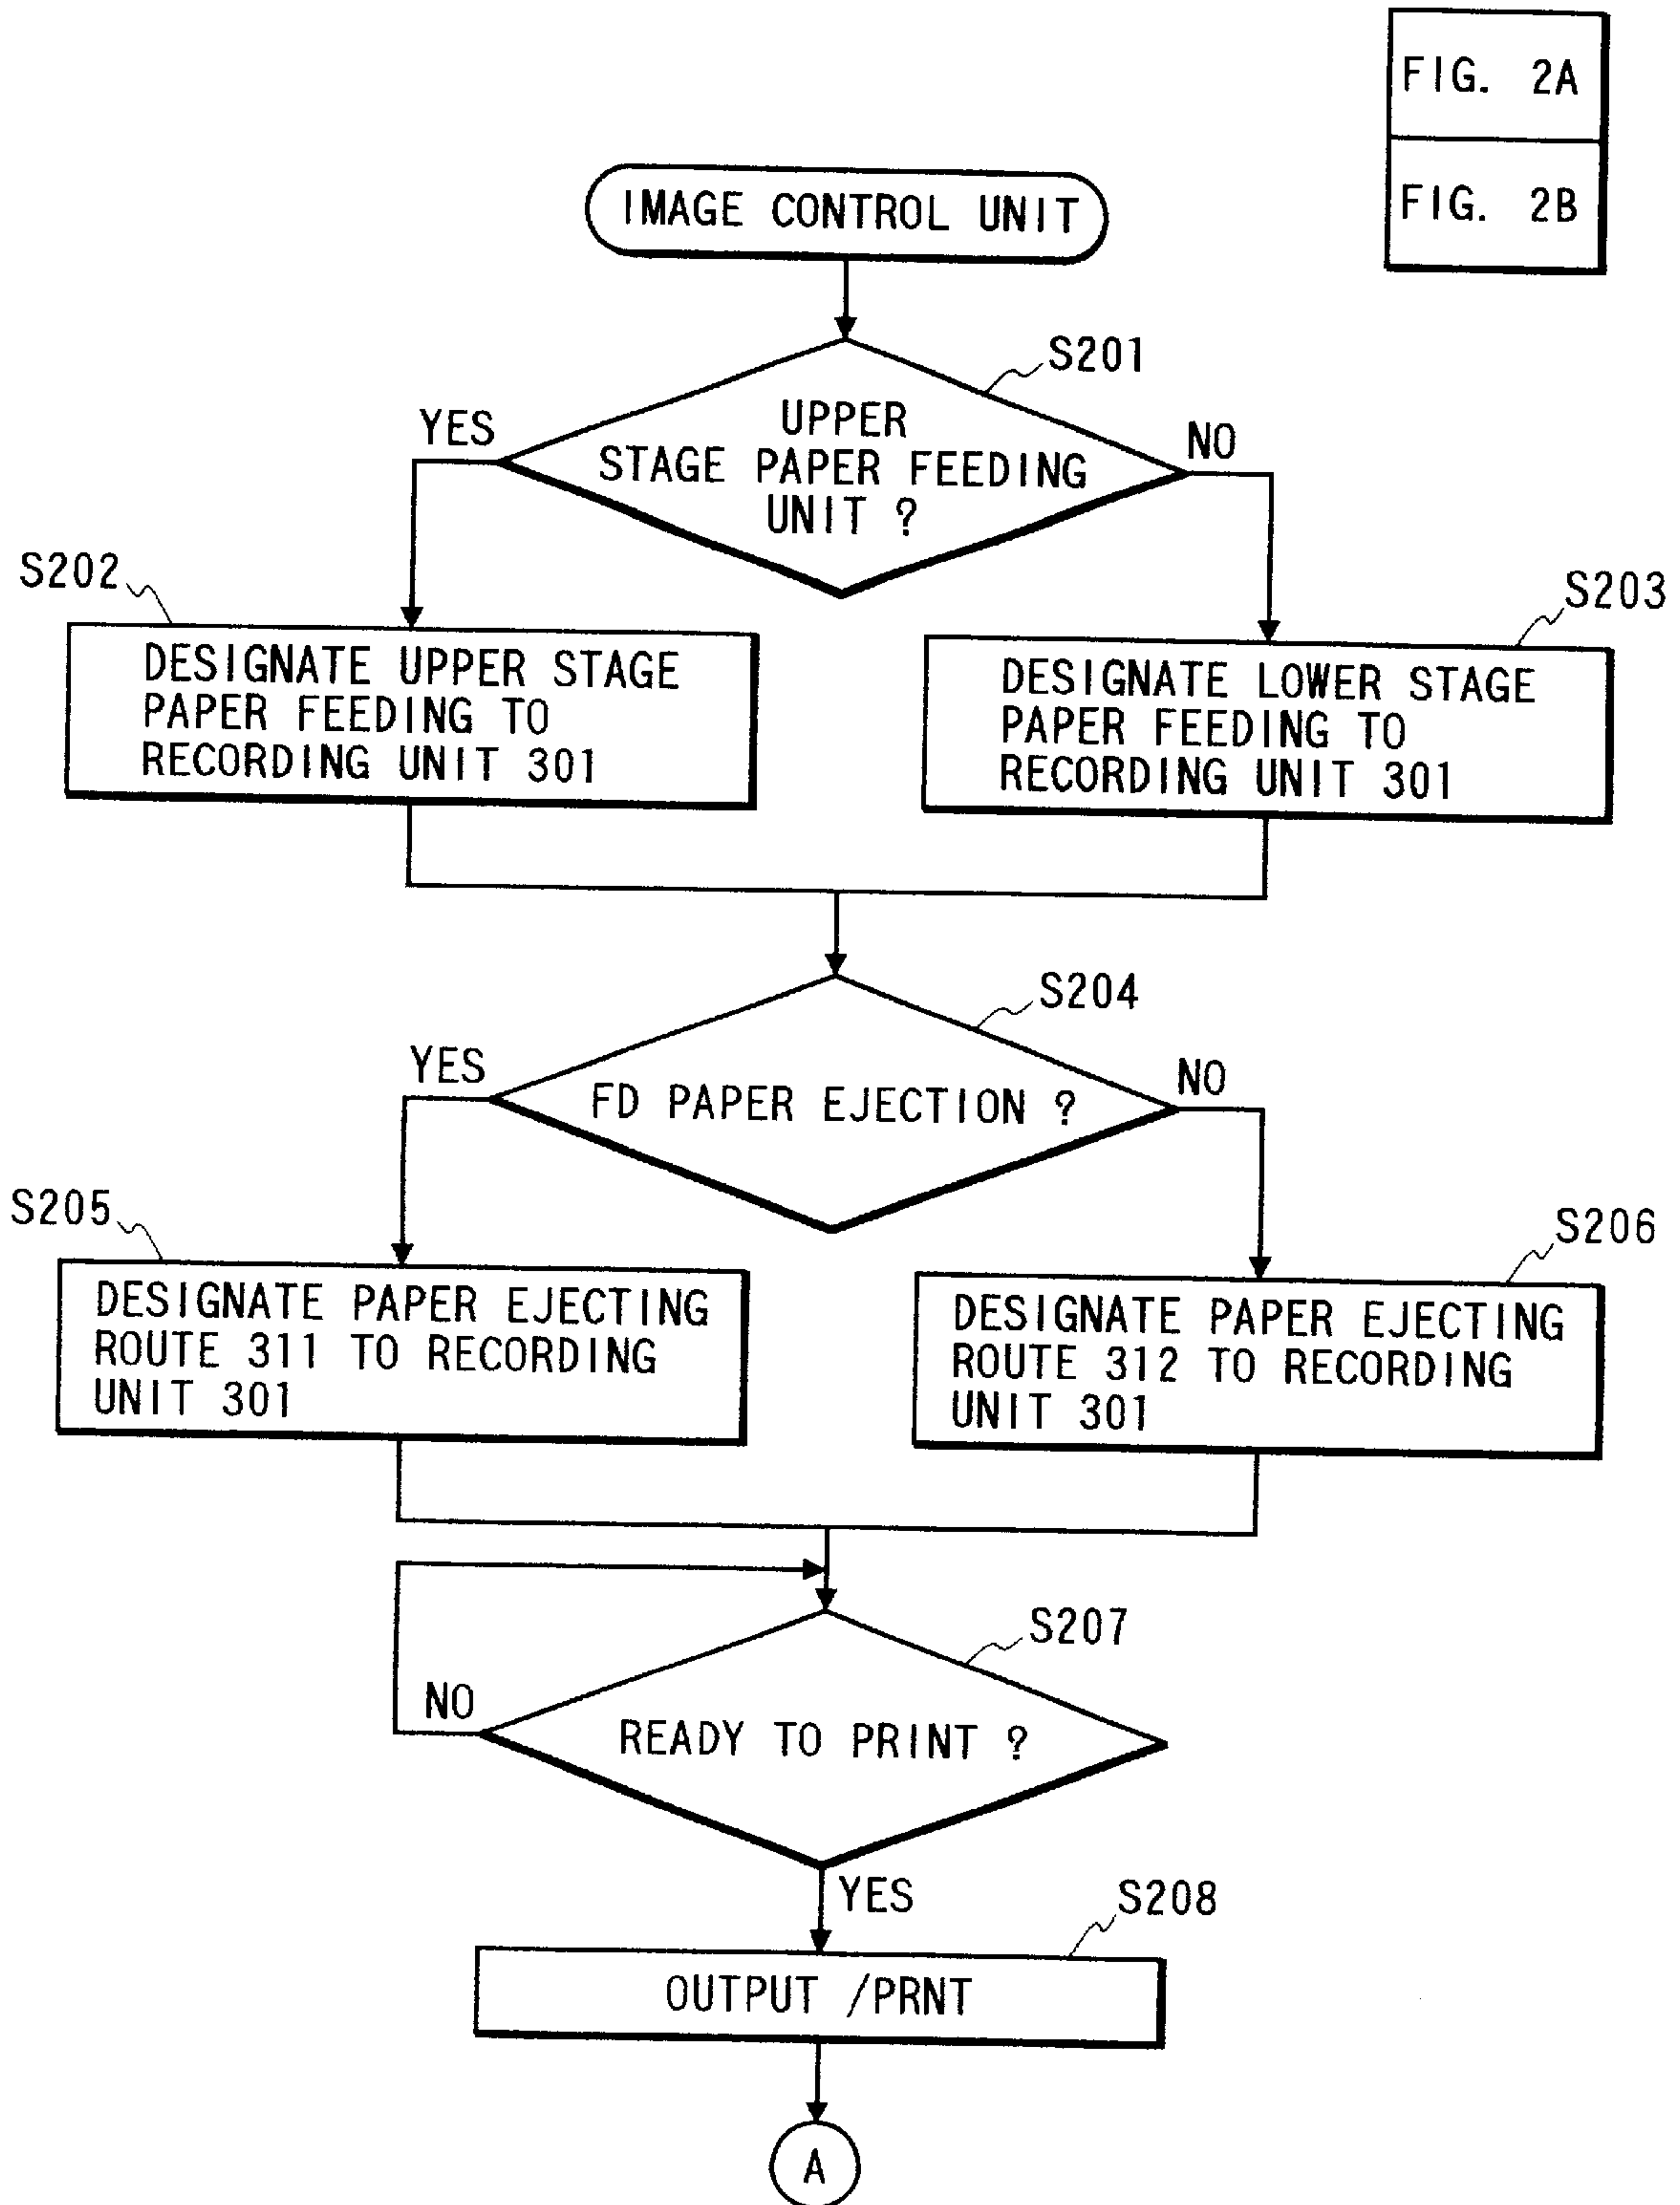 FIG. 2A
FIG. 2B
IMAGE CONTROL UNIT
S201
UPPER
STAGE PAPER FEEDING
UNIT ?
YES
NO
S202
DESIGNATE UPPER STAGE
PAPER FEEDING TO
RECORDING UNIT 301
S203
DESIGNATE LOWER STAGE
PAPER FEEDING TO
RECORDING UNIT 301
S204
FD PAPER EJECTION ?
YES
NO
S205
DESIGNATE PAPER EJECTING
ROUTE 311 TO RECORDING
UNIT 301
S206
DESIGNATE PAPER EJECTING
ROUTE 312 TO RECORDING
UNIT 301
S207
READY TO PRINT ?
NO
YES
S208
OUTPUT /PRNT
A